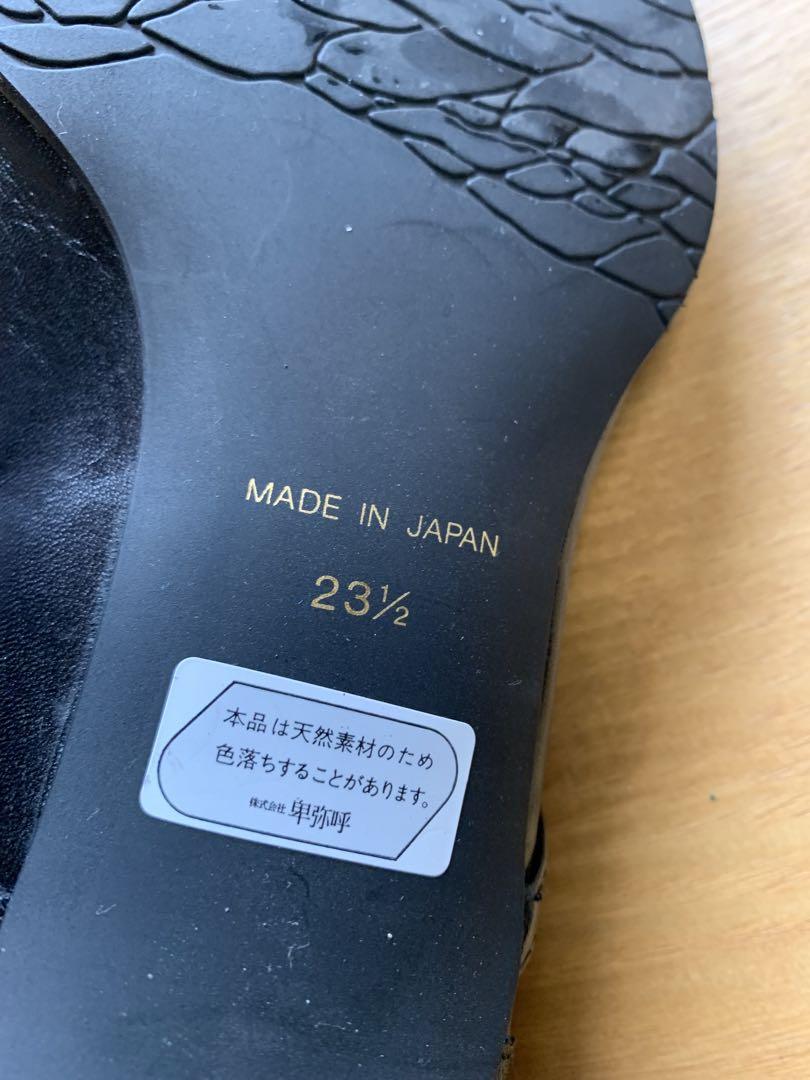 MADE IN JAPAN
23½
本品は天然素材のため
色落ちすることがあります。
株式会社 卑弥呼